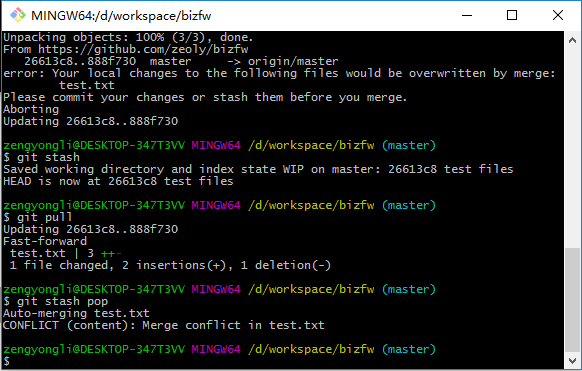 MINGW64:/d/workspace/bizfw
Unpacking objects: 100% (3/3), done.
From https://github.com/zeoly/bizfw
   26613c8..888f730  master     -> origin/master
error: Your local changes to the following files would be overwritten by merge:
        test.txt
Please commit your changes or stash them before you merge.
Aborting
Updating 26613c8..888f730
zengyongli@DESKTOP-347T3VV MINGW64 /d/workspace/bizfw (master)
$ git stash
Saved working directory and index state WIP on master: 26613c8 test files
HEAD is now at 26613c8 test files
zengyongli@DESKTOP-347T3VV MINGW64 /d/workspace/bizfw (master)
$ git pull
Updating 26613c8..888f730
Fast-forward
 test.txt | 3 ++-
 1 file changed, 2 insertions(+), 1 deletion(-)
zengyongli@DESKTOP-347T3VV MINGW64 /d/workspace/bizfw (master)
$ git stash pop
Auto-merging test.txt
CONFLICT (content): Merge conflict in test.txt
zengyongli@DESKTOP-347T3VV MINGW64 /d/workspace/bizfw (master)
$